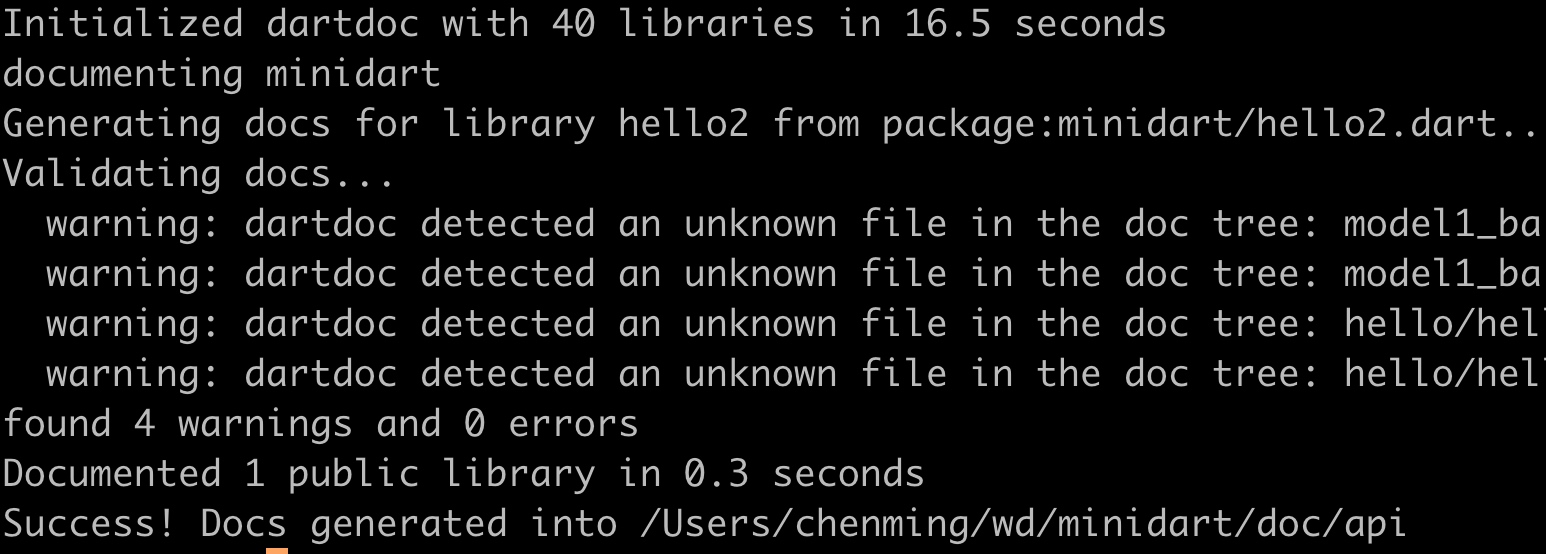 Initialized dartdoc with 40 libraries in 16.5 seconds
documenting minidart
Generating docs for library hello2 from package:minidart/hello2.dart..
Validating docs...
  warning: dartdoc detected an unknown file in the doc tree: model1_ba
  warning: dartdoc detected an unknown file in the doc tree: model1_ba
  warning: dartdoc detected an unknown file in the doc tree: hello/hel
  warning: dartdoc detected an unknown file in the doc tree: hello/hel
found 4 warnings and 0 errors
Documented 1 public library in 0.3 seconds
Success! Docs generated into /Users/chenming/wd/minidart/doc/api